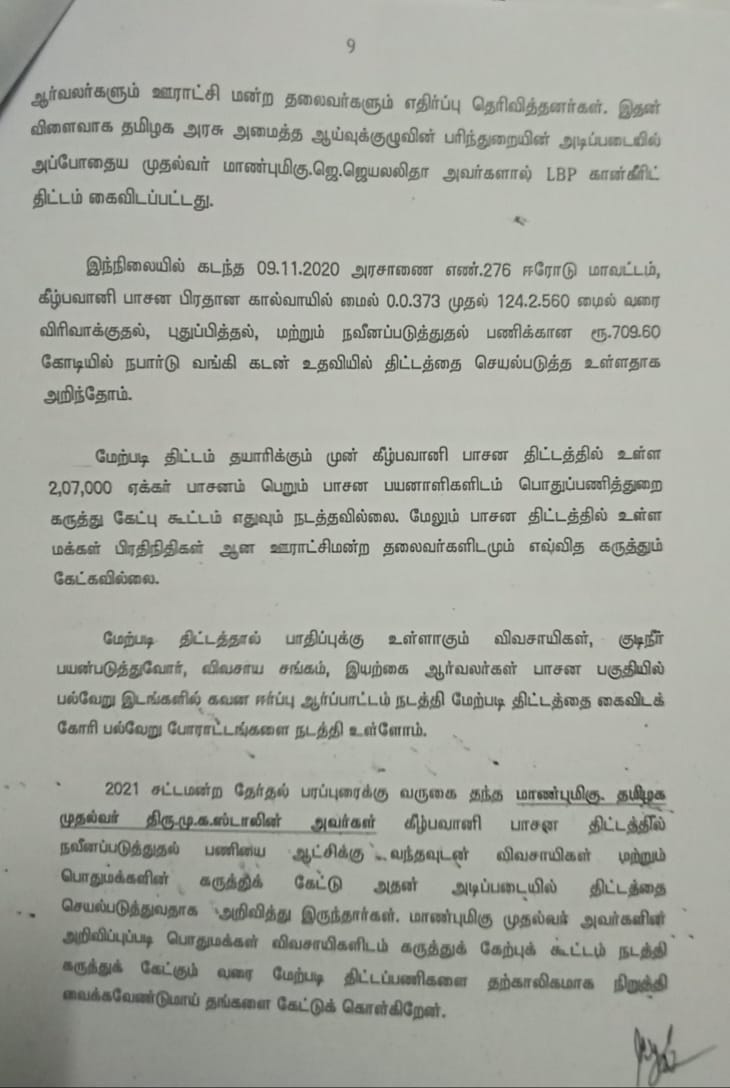 9
ஆர்வலர்களும் ஊராட்சி மன்ற தலைவர்களும் எதிர்ப்பு தெரிவித்தனர்கள். இதன்
விளைவாக தமிழக அரசு அமைத்த ஆய்வுக்குழுவின் பரிந்துறையின் அடிப்படையில்
அப்போதைய முதல்வர் மாண்புமிகு.ஜெ.ஜெயலலிதா அவர்களால் LBP கான்கீரிட்
திட்டம் கைவிடப்பட்டது.
இந்நிலையில் கடந்த 09.11.2020 அரசாணை எண்.276 ஈரோடு மாவட்டம்,
கீழ்பவானி பாசன பிரதான கால்வாயில் மைல் 0.0.373 முதல் 124.2.560 மைல் வரை
விரிவாக்குதல், புதுப்பித்தல், மற்றும் நவீனப்படுத்துதல் பணிக்கான ரூ.709.60
கோடியில் நபார்டு வங்கி கடன் உதவியில் திட்டத்தை செயல்படுத்த உள்ளதாக
அறிந்தோம்.
மேற்படி திட்டம் தயாரிக்கும் முன் கீழ்பவானி பாசன திட்டத்தில் உள்ள
2,07,000 ஏக்கர் பாசனம் பெறும் பாசன பயனாளிகளிடம் பொதுப்பணித்துறை
கருத்து கேட்பு கூட்டம் எதுவும் நடத்தவில்லை. மேலும் பாசன திட்டத்தில் உள்ள
மக்கள் பிரதிநிதிகள் ஆன ஊராட்சிமன்ற தலைவர்களிடமும் எவ்வித கருத்தும்
கேட்கவில்லை.
மேற்படி திட்டத்தால் பாதிப்புக்கு உள்ளாகும் விவசாயிகள், குடிநீர்
பயன்படுத்துவோர், விவசாய சங்கம், இயற்கை ஆர்வலர்கள் பாசன பகுதியில்
பல்வேறு இடங்களில் கவன ஈர்ப்பு ஆர்ப்பாட்டம் நடத்தி மேற்படி திட்டத்தை கைவிடக்
கோரி பல்வேறு போராட்டங்களை நடத்தி உள்ளோம்.
2021 சட்டமன்ற தேர்தல் பரப்புரைக்கு வருகை தந்த மாண்புமிகு. தமிழக
முதல்வர் திரு.மு.க.ஸ்டாலின் அவர்கள் கீழ்பவானி பாசன திட்டத்தில்
நவீனப்படுத்துதல் பணியை ஆட்சிக்கு வந்தவுடன் விவசாயிகள் மற்றும்
பொதுமக்களின் கருத்திக் கேட்டு அதன் அடிப்படையில் திட்டத்தை
செயல்படுத்துவதாக அறிவித்து இருந்தார்கள். மாண்புமிகு முதல்வர் அவர்களின்
அறிவிப்புப்படி பொதுமக்கள் விவசாயிகளிடம் கருத்துக் கேற்புக் கூட்டம் நடத்தி
கருத்துக் கேட்கும் வரை மேற்படி திட்டப்பணிகளை தற்காலிகமாக நிறுத்தி
வைக்கவேண்டுமாய் தங்களை கேட்டுக் கொள்கிறேன்.